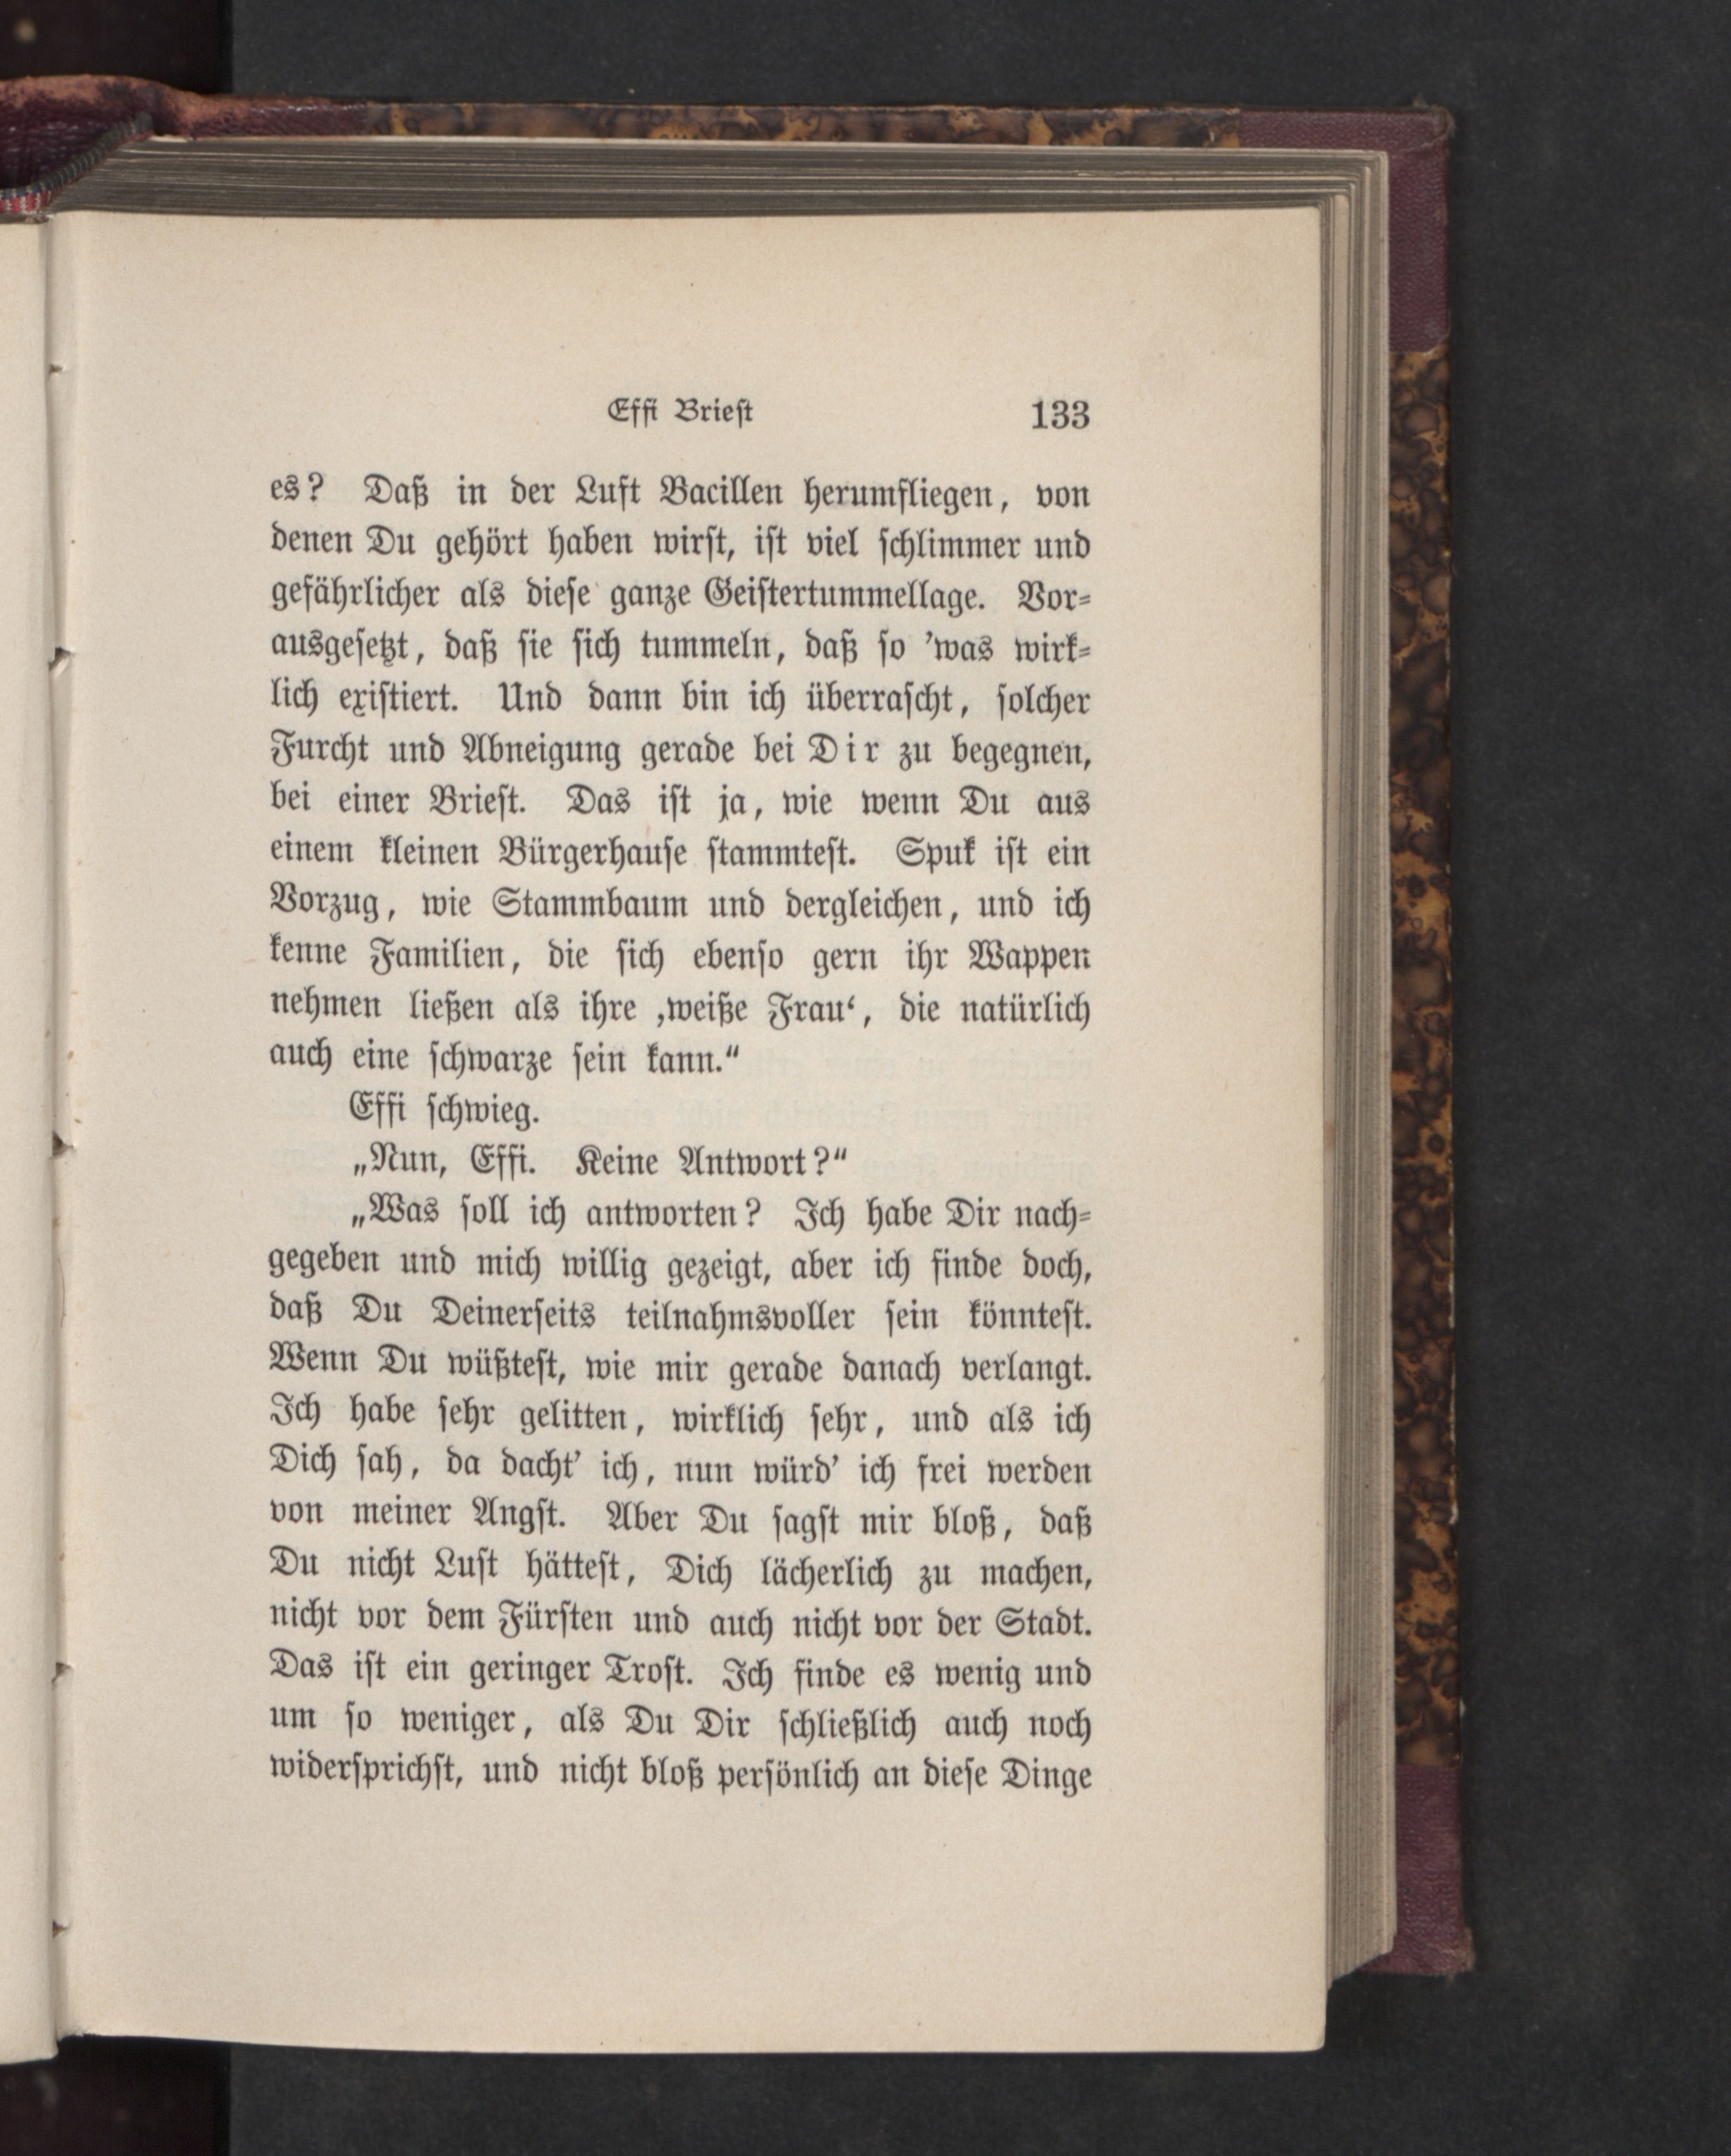 Effi Briest 133
es? Daß in der Luft Bacillen herumfliegen, von
denen Du gehört haben wirst, ist viel schlimmer und
gefährlicher als diese ganze Geistertummellage. Vor-
ausgesetzt, daß sie sich tummeln, daß so 'was wirk-
lich existiert. Und dann bin ich überrascht, solcher
Furcht und Abneigung gerade bei Dir zu begegnen,
bei einer Briest. Das ist ja, wie wenn Du aus
einem kleinen Bürgerhause stammtest. Spuk ist ein
Vorzug, wie Stammbaum und dergleichen, und ich
kenne Familien, die sich ebenso gern ihr Wappen
nehmen ließen als ihre ‚weiße Frau‘, die natürlich
auch eine schwarze sein kann.“
Effi schwieg.
„Nun, Effi. Keine Antwort?“
„Was soll ich antworten? Ich habe Dir nach-
gegeben und mich willig gezeigt, aber ich finde doch,
daß Du Deinerseits teilnahmsvoller sein könntest.
Wenn Du wüßtest, wie mir gerade danach verlangt.
Ich habe sehr gelitten, wirklich sehr, und als ich
Dich sah, da dacht' ich, nun würd' ich frei werden
von meiner Angst. Aber Du sagst mir bloß, daß
Du nicht Lust hättest, Dich lächerlich zu machen,
nicht vor dem Fürsten und auch nicht vor der Stadt.
Das ist ein geringer Trost. Ich finde es wenig und
um so weniger, als Du Dir schließlich auch noch
widersprichst, und nicht bloß persönlich an diese Dinge